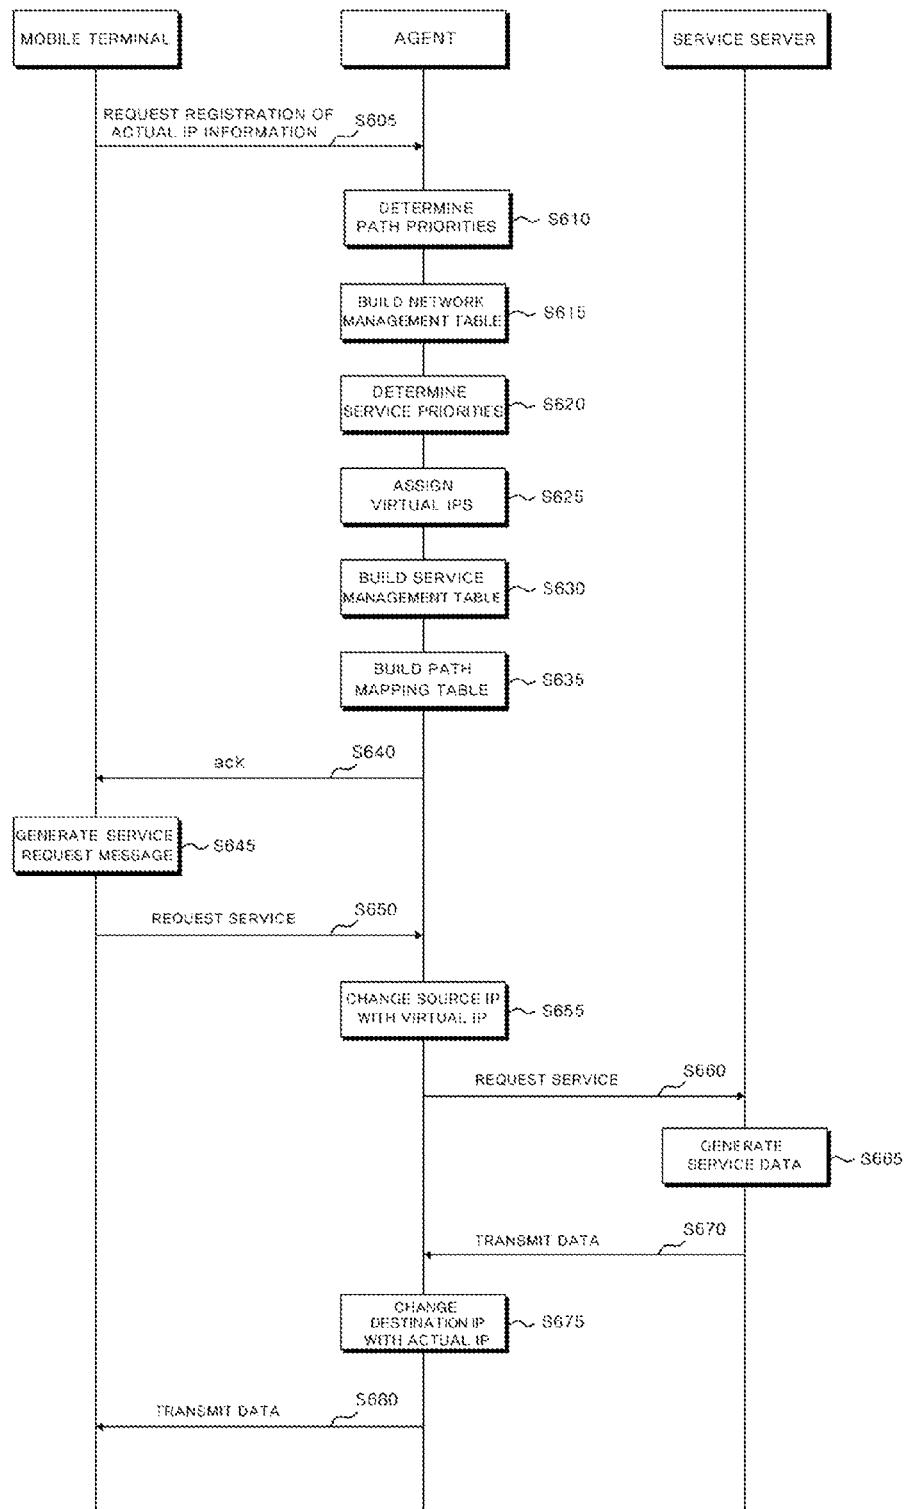 MOBILE TERMINAL
AGENT
SERVICE SERVER
REQUEST REGISTRATION OF
ACTUAL IP INFORMATION
S605
DETERMINE
PATH PRIORITIES
S610
BUILD NETWORK
MANAGEMENT TABLE
S615
DETERMINE
SERVICE PRIORITIES
S620
ASSIGN
VIRTUAL IPS
S625
BUILD SERVICE
MANAGEMENT TABLE
S630
BUILD PATH
MAPPING TABLE
S635
ack
S640
GENERATE SERVICE
REQUEST MESSAGE
S645
REQUEST SERVICE
S650
CHANGE SOURCE IP
WITH VIRTUAL IP
S655
REQUEST SERVICE
S660
GENERATE
SERVICE DATA
S665
TRANSMIT DATA
S670
CHANGE
DESTINATION IP
WITH ACTUAL IP
S675
TRANSMIT DATA
S680